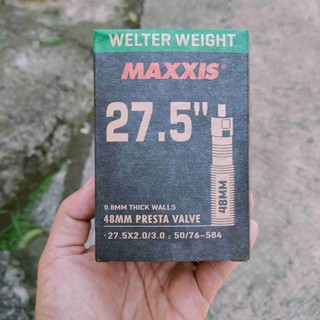 WELTER WEIGHT
MAXXIS®
27.5"
48MM
0.8MM THICK WALLS
48MM PRESTA VALVE
· 27.5X2.0/3.0 : 50/76-584